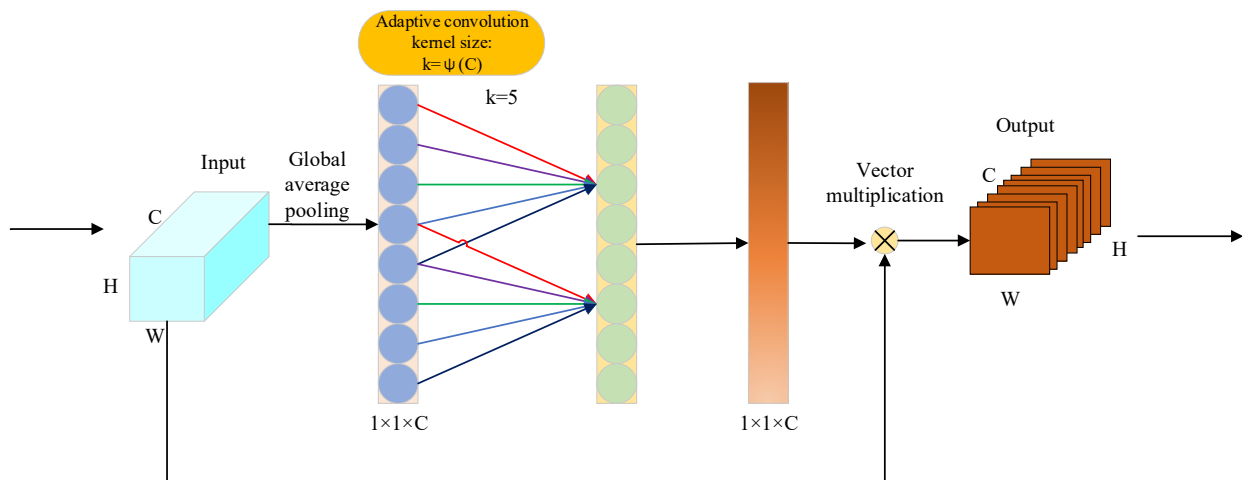 Adaptive convolution
kernel size:
k= ψ (C)
k=5
Input
Global
average
pooling
C
H
W
1×1×C
1×1×C
Vector
multiplication
Output
C
H
W